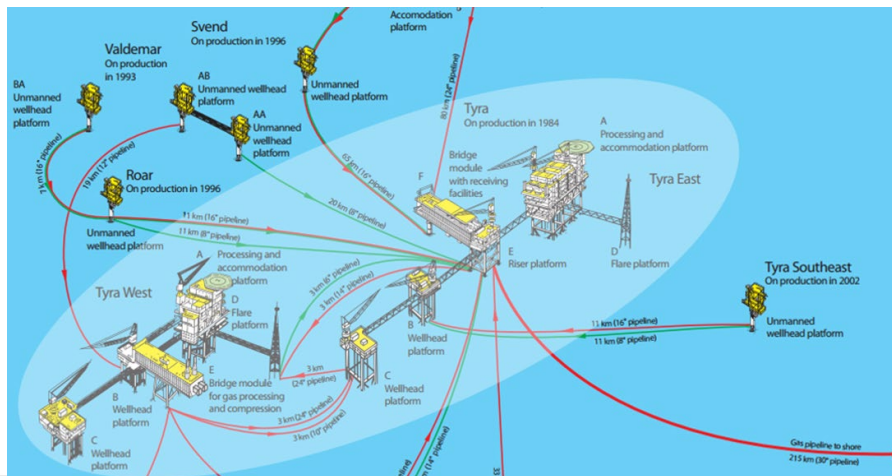 Accomodation
platform
Svend
On production in 1996
Valdemar
On production
in 1993
BA
Unmanned
wellhead
platform
AB
Unmanned wellhead
platform
AA
Unmanned
wellhead
platform
Unmanned
wellhead platform
80 km (24" pipeline)
Tyra
On production in 1984
A
Processing and
accommodation platform
Bridge
module
with receiving
facilities
F
Tyra East
7 km (16" pipeline)
19 km (12" pipeline)
65 km (16" pipeline)
Roar
On production in 1996
Unmanned
wellhead platform
11 km (16" pipeline)
11 km (8" pipeline)
20 km (8" pipeline)
E
Riser platform
D
Flare platform
A
Processing and
accommodation
platform
Tyra West
D
Flare
platform
3 km (6" pipeline)
3 km (14" pipeline)
Tyra Southeast
On production in 2002
Unmanned
wellhead platform
11 km (16" pipeline)
11 km (8" pipeline)
B
Wellhead
platform
3 km
(24" pipeline)
C
Wellhead
platform
E
Bridge module
for gas processing
and compression
B
Wellhead
platform
C
Wellhead
platform
3 km (24" pipeline)
3 km (10" pipeline)
Gas pipeline to shore
215 km (30" pipeline)
(14" pipeline)
33